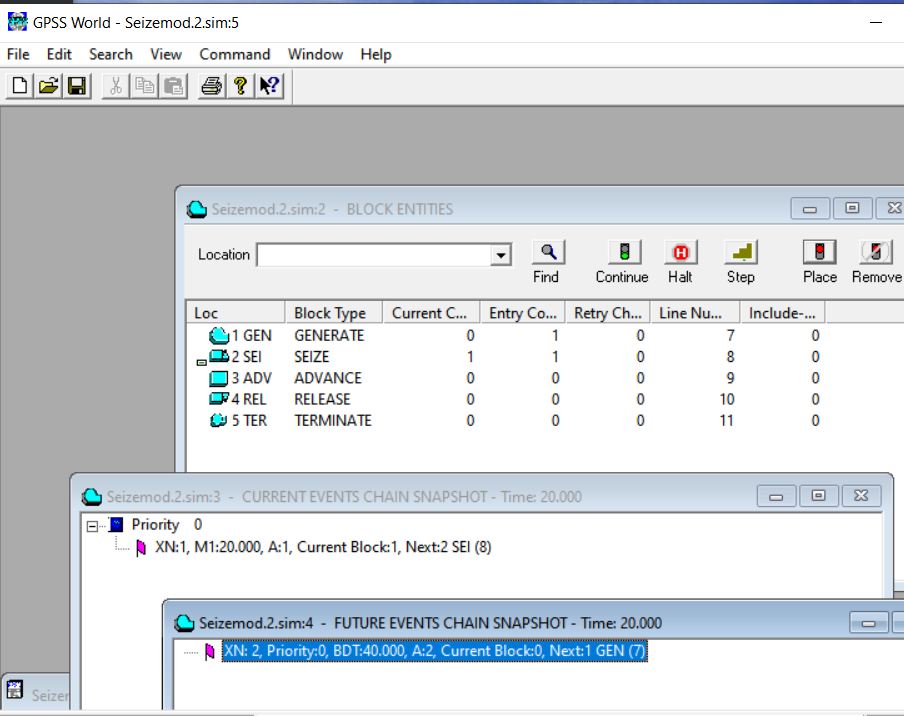 GPSS World - Seizemod.2.sim:5
File Edit Search View Command Window Help
Seizemod.2.sim:2 - BLOCK ENTITIES
Location
Find Continue Halt Step Place Remove
Loc Block Type Current C... Entry Co... Retry Ch... Line Nu... Include-...
1 GEN GENERATE 0 1 0 7 0
2 SEI SEIZE 1 1 0 8 0
3 ADV ADVANCE 0 0 0 9 0
4 REL RELEASE 0 0 0 10 0
5 TER TERMINATE 0 0 0 11 0
Seizemod.2.sim:3 - CURRENT EVENTS CHAIN SNAPSHOT - Time: 20.000
Priority 0
XN:1, M1:20.000, A:1, Current Block:1, Next:2 SEI (8)
Seizemod.2.sim:4 - FUTURE EVENTS CHAIN SNAPSHOT - Time: 20.000
XN: 2, Priority:0, BDT:40.000, A:2, Current Block:0, Next:1 GEN (7)
Seizer